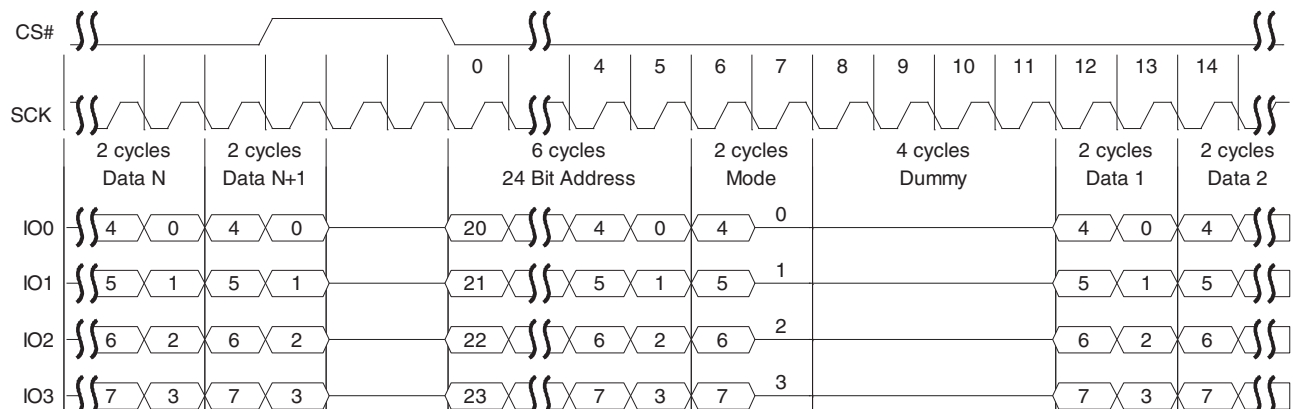 CS#
0 4 5 6 7 8 9 10 11 12 13 14
SCK
2 cycles 2 cycles 6 cycles 2 cycles 4 cycles 2 cycles 2 cycles
Data N Data N+1 24 Bit Address Mode Dummy Data 1 Data 2
IO0 4 0 4 0 20 4 0 4 0 4 0 4
IO1 5 1 5 1 21 5 1 5 1 5 1 5
IO2 6 2 6 2 22 6 2 6 2 6 2 6
IO3 7 3 7 3 23 7 3 7 3 7 3 7